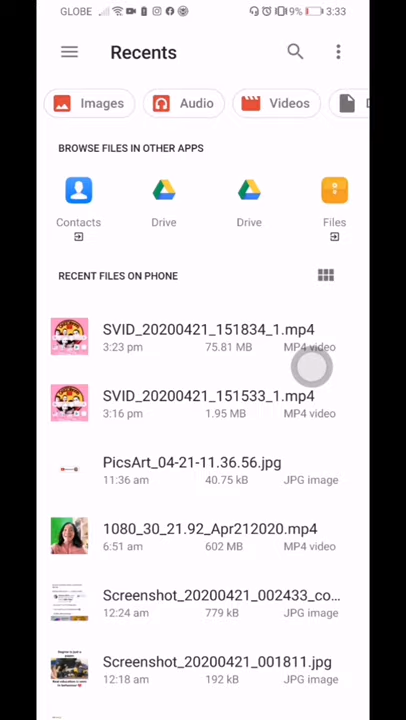 GLOBE 9% 3:33
Recents
Images Audio Videos
BROWSE FILES IN OTHER APPS
Contacts Drive Drive Files
RECENT FILES ON PHONE
SVID_20200421_151834_1.mp4
3:23 pm 75.81 MB MP4 video
SVID_20200421_151533_1.mp4
3:16 pm 1.95 MB MP4 video
PicsArt_04-21-11.36.56.jpg
11:36 am 40.75 kB JPG image
1080_30_21.92_Apr212020.mp4
6:51 am 602 MB MP4 video
Screenshot_20200421_002433_co...
12:24 am 779 kB JPG image
Screenshot_20200421_001811.jpg
12:18 am 192 kB JPG image